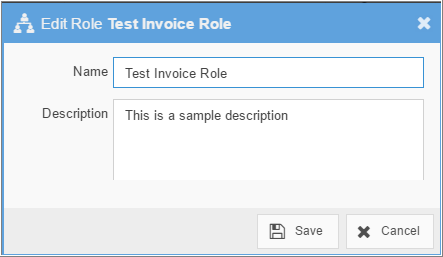 Edit Role Test Invoice Role
Name Test Invoice Role
Description This is a sample description
Save Cancel